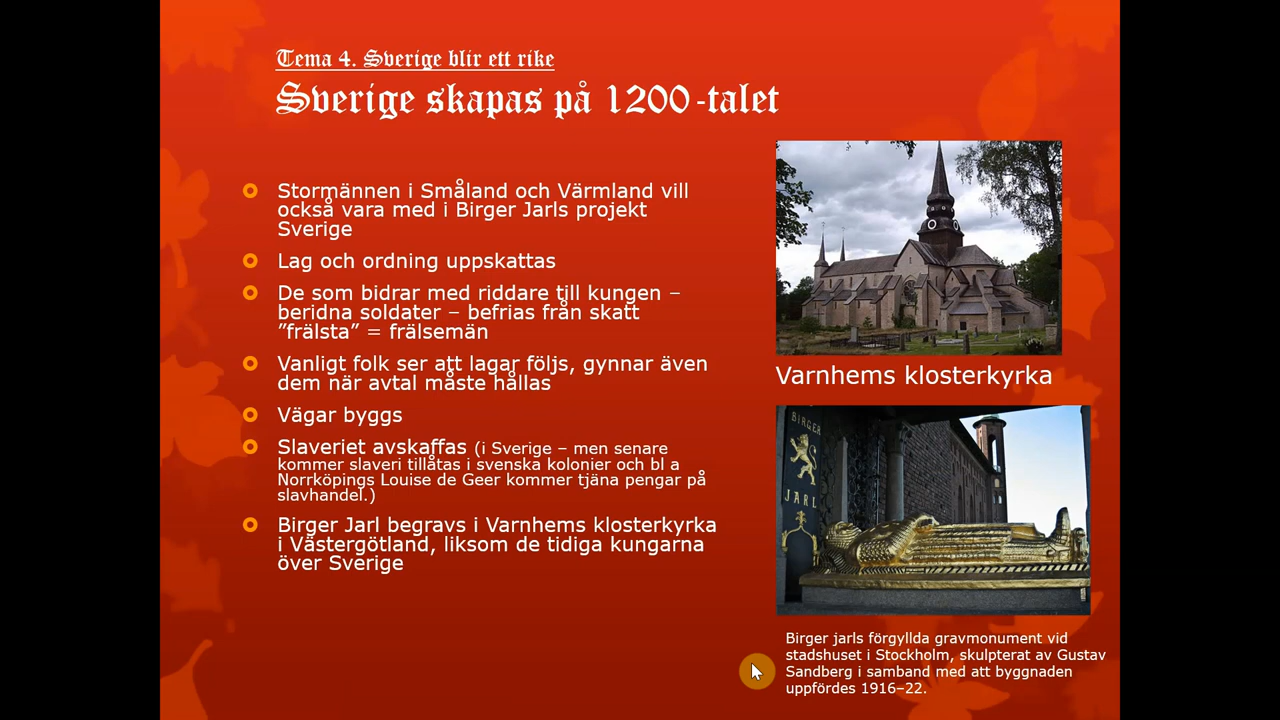 Tema 4. Sverige blir ett rike
Sverige skapas på 1200-talet
Stormännen i Småland och Värmland vill
också vara med i Birger Jarls projekt
Sverige
Lag och ordning uppskattas
De som bidrar med riddare till kungen –
beridna soldater – befrias från skatt
”frälsta” = frälsemän
Vanligt folk ser att lagar följs, gynnar även
dem när avtal måste hållas
Vägar byggs
Slaveriet avskaffas (i Sverige – men senare
kommer slaveri tillåtas i svenska kolonier och bl a
Norrköpings Louise de Geer kommer tjäna pengar på
slavhandel.)
Birger Jarl begravs i Varnhems klosterkyrka
i Västergötland, liksom de tidiga kungarna
över Sverige
Varnhems klosterkyrka
BIRGER
JARL
Birger jarls förgyllda gravmonument vid
stadshuset i Stockholm, skulpterat av Gustav
Sandberg i samband med att byggnaden
uppfördes 1916–22.